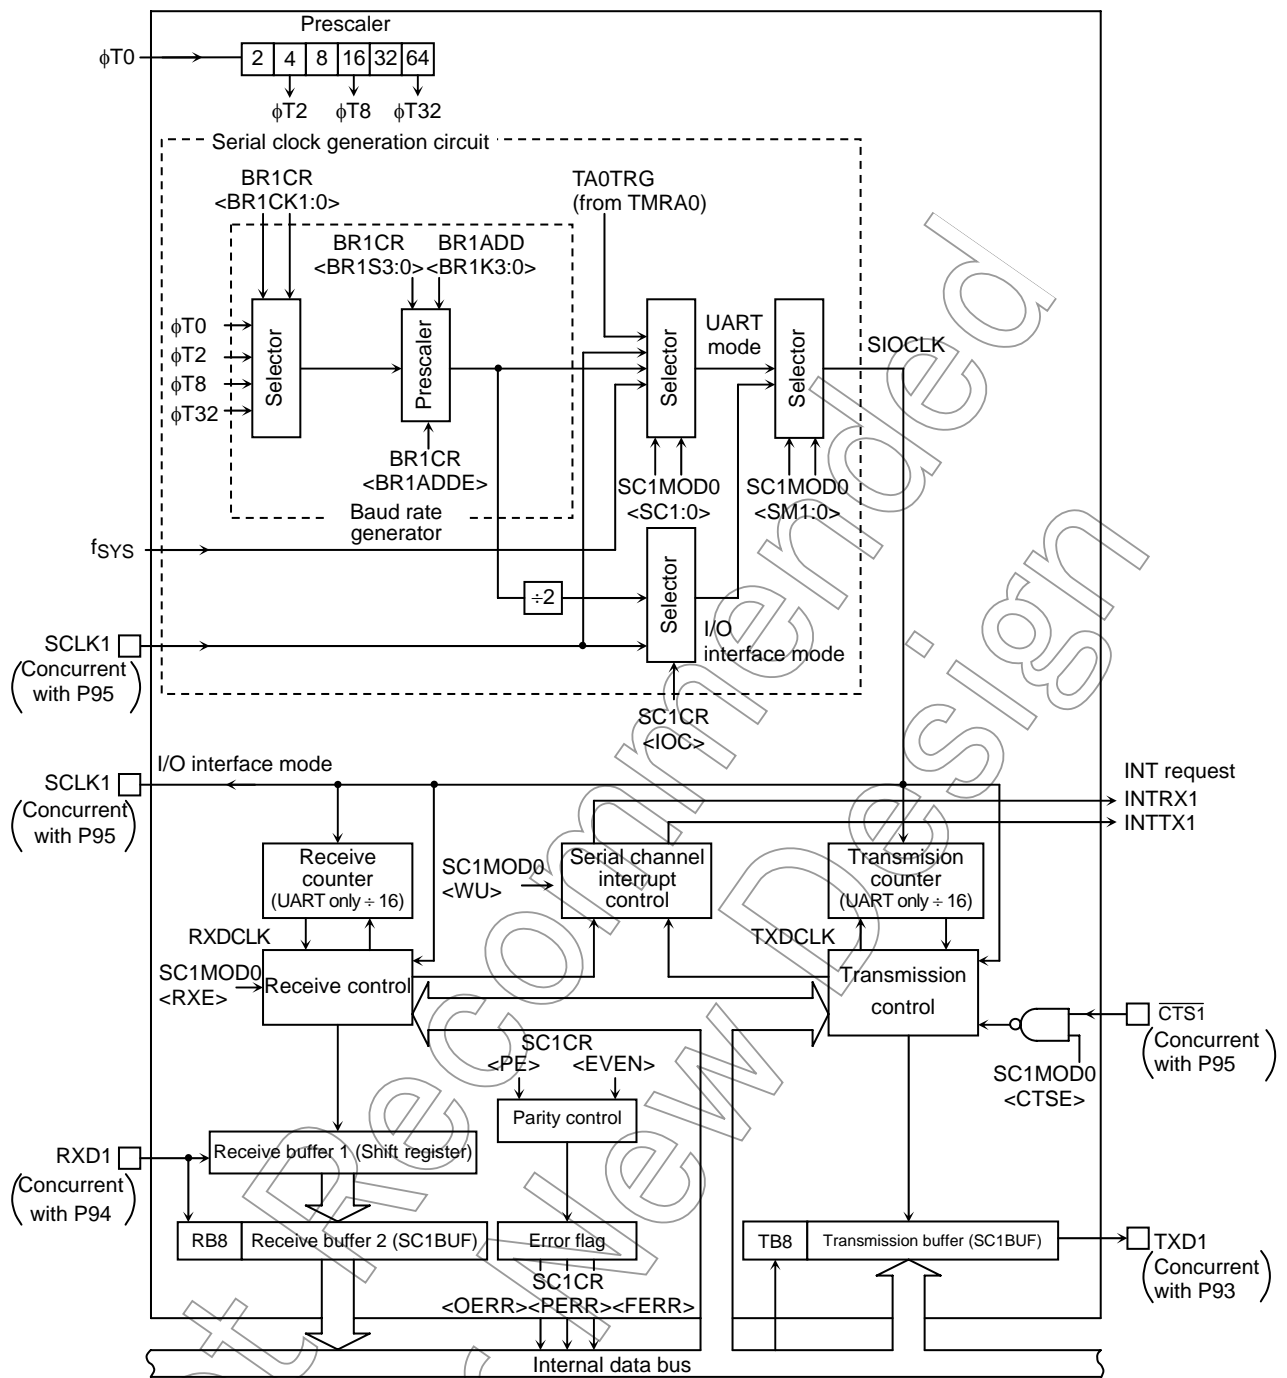 Prescaler
ϕT0
2 4 8 16 32 64
ϕT2 ϕT8 ϕT32
Serial clock generation circuit
BR1CR
<BR1CK1:0>
TA0TRG
(from TMRA0)
BR1CR
<BR1S3:0>
BR1ADD
<BR1K3:0>
ϕT0
ϕT2
ϕT8
ϕT32
Selector
Prescaler
Selector
UART
mode
Selector
SIOCLK
BR1CR
<BR1ADDE>
Baud rate
generator
SC1MOD0
<SC1:0>
SC1MOD0
<SM1:0>
fSYS
÷2
Selector
I/O
interface mode
SCLK1
(Concurrent
with P95)
SC1CR
<IOC>
I/O interface mode
SCLK1
(Concurrent
with P95)
INT request
INTRX1
INTTX1
Receive
counter
(UART only ÷ 16)
SC1MOD0
<WU>
Serial channel
interrupt
control
Transmision
counter
(UART only ÷ 16)
RXDCLK
TXDCLK
SC1MOD0
<RXE>
Receive control
Transmission
control
CTS1
(Concurrent
with P95)
SC1MOD0
<CTSE>
SC1CR
<PE> <EVEN>
Parity control
RXD1
(Concurrent
with P94)
Receive buffer 1 (Shift register)
RB8
Receive buffer 2 (SC1BUF)
Error flag
SC1CR
<OERR><PERR><FERR>
TB8
Transmission buffer (SC1BUF)
TXD1
(Concurrent
with P93)
Internal data bus
t Recommended
r New Design